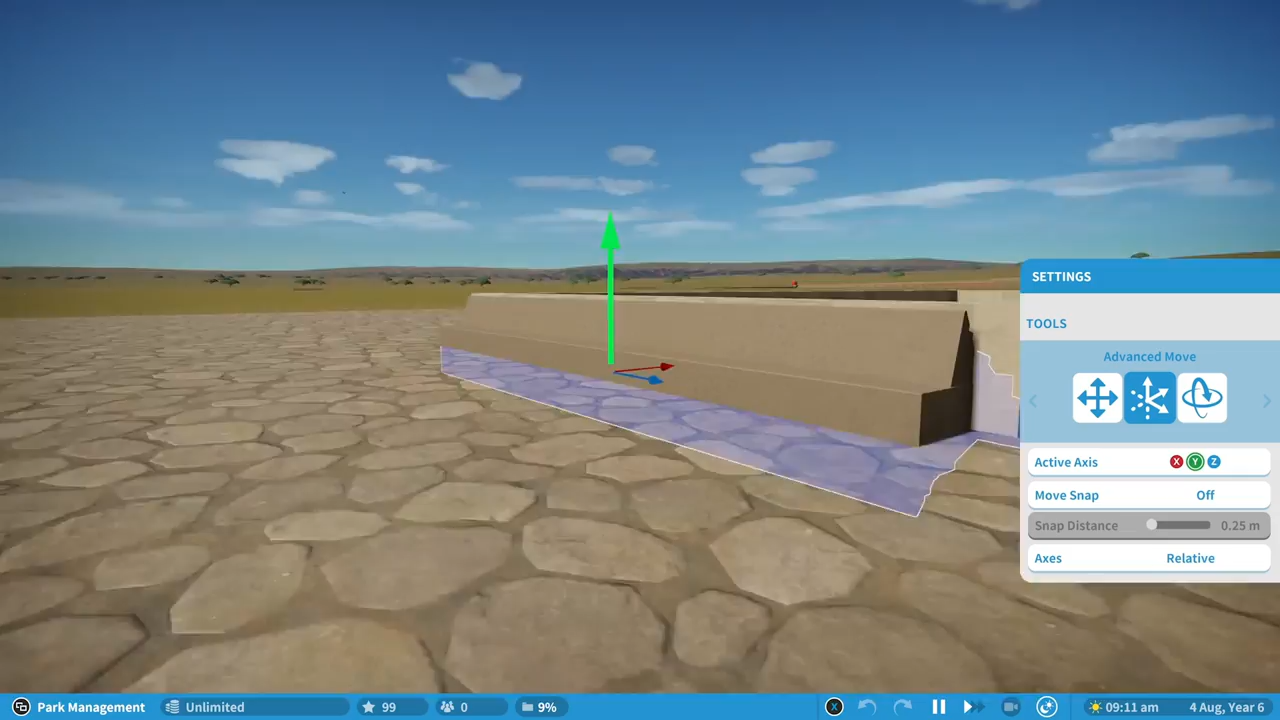 SETTINGS
TOOLS
Advanced Move
Active Axis X Y Z
Move Snap Off
Snap Distance 0.25 m
Axes Relative
Park Management Unlimited 99 0 9% X 09:11 am 4 Aug, Year 6